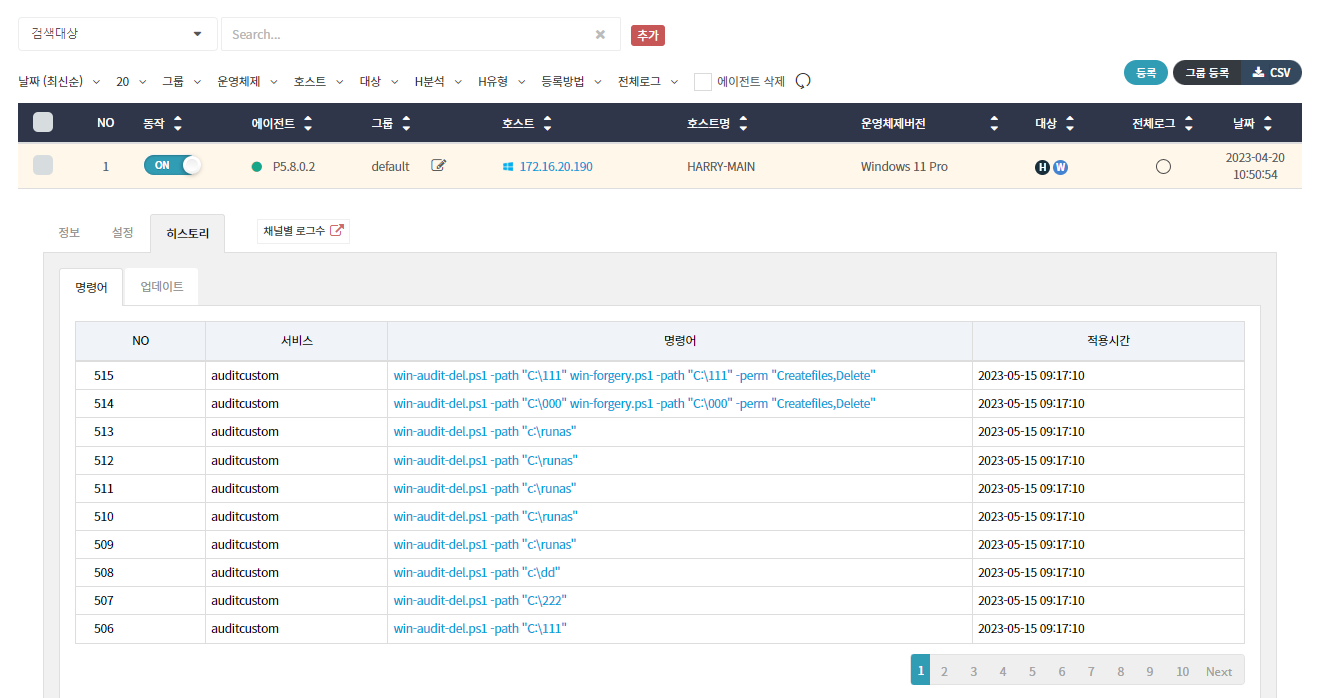 검색대상 Search... 추가
날짜 (최신순) 20 그룹 운영체제 호스트 대상 H분석 H유형 등록방법 전체로그 에이전트 삭제 등록 그룹 등록 CSV
NO 동작 에이전트 그룹 호스트 호스트명 운영체제버전 대상 전체로그 날짜
1 ON P5.8.0.2 default 172.16.20.190 HARRY-MAIN Windows 11 Pro H W 2023-04-20
10:50:54
정보 설정 히스토리 채널별 로그수
명령어 업데이트
NO 서비스 명령어 적용시간
515 auditcustom win-audit-del.ps1 -path "C:\111" win-forgery.ps1 -path "C:\111" -perm "Createfiles,Delete" 2023-05-15 09:17:10
514 auditcustom win-audit-del.ps1 -path "C:\000" win-forgery.ps1 -path "C:\000" -perm "Createfiles,Delete" 2023-05-15 09:17:10
513 auditcustom win-audit-del.ps1 -path "c:\runas" 2023-05-15 09:17:10
512 auditcustom win-audit-del.ps1 -path "C:\runas" 2023-05-15 09:17:10
511 auditcustom win-audit-del.ps1 -path "c:\runas" 2023-05-15 09:17:10
510 auditcustom win-audit-del.ps1 -path "C:\runas" 2023-05-15 09:17:10
509 auditcustom win-audit-del.ps1 -path "c:\runas" 2023-05-15 09:17:10
508 auditcustom win-audit-del.ps1 -path "c:\dd" 2023-05-15 09:17:10
507 auditcustom win-audit-del.ps1 -path "C:\222" 2023-05-15 09:17:10
506 auditcustom win-audit-del.ps1 -path "C:\111" 2023-05-15 09:17:10
1 2 3 4 5 6 7 8 9 10 Next